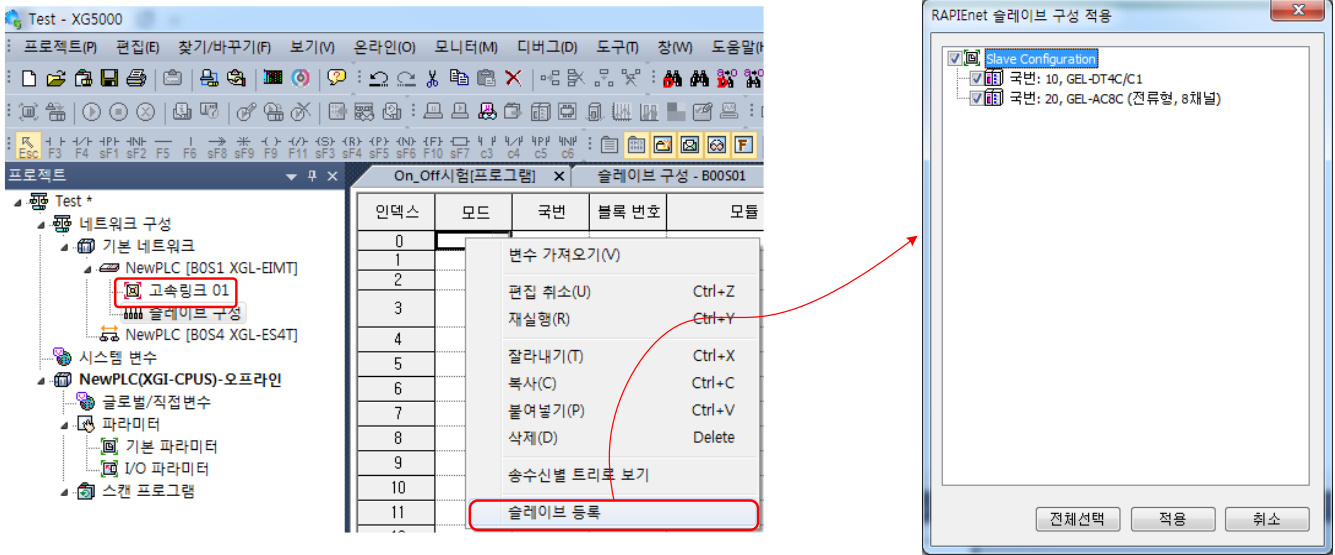 Test - XG5000
프로젝트(P) 편집(E) 찾기/바꾸기(F) 보기(V) 온라인(O) 모니터(M) 디버그(D) 도구(T) 창(W) 도움말(H
Esc F3 F4 sF1 sF2 F5 F6 sF8 sF9 F9 F11 sF3 sF4 sF5 sF6 F10 sF7 c3 c4 c5 c6
프로젝트
Test *
네트워크 구성
기본 네트워크
NewPLC [B0S1 XGL-EIMT]
고속링크 01
슬레이브 구성
NewPLC [B0S4 XGL-ES4T]
시스템 변수
NewPLC(XGI-CPUS)-오프라인
글로벌/직접변수
파라미터
기본 파라미터
I/O 파라미터
스캔 프로그램
On_Off시험[프로그램] 슬레이브 구성 - B00S01
인덱스 모드 국번 블록 번호 모듈
0
1
2
3
4
5
6
7
8
9
10
11
변수 가져오기(V)
편집 취소(U) Ctrl+Z
재실행(R) Ctrl+Y
잘라내기(T) Ctrl+X
복사(C) Ctrl+C
붙여넣기(P) Ctrl+V
삭제(D) Delete
송수신별 트리로 보기
슬레이브 등록
RAPIEnet 슬레이브 구성 적용
Slave Configuration
국번: 10, GEL-DT4C/C1
국번: 20, GEL-AC8C (전류형, 8채널)
전체선택 적용 취소